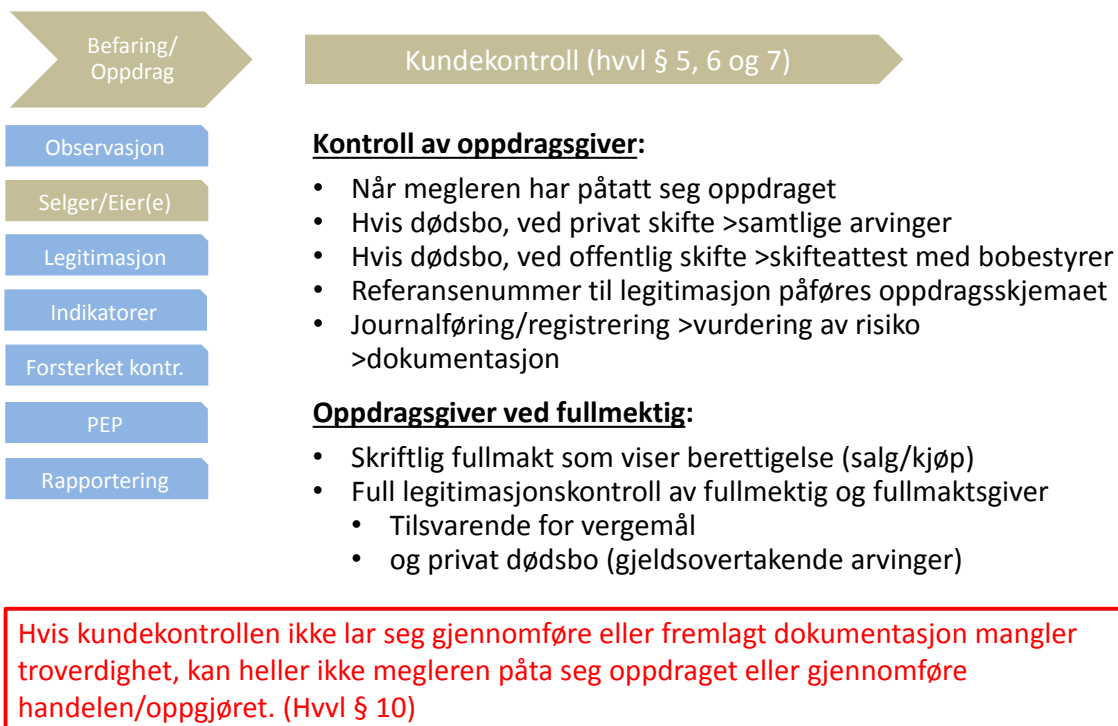 Befaring/
Oppdrag
Kundekontroll (hvvl § 5, 6 og 7)
Observasjon
Selger/Eier(e)
Legitimasjon
Indikatorer
Forsterket kontr.
PEP
Rapportering
Kontroll av oppdragsgiver:
• Når megleren har påtatt seg oppdraget
• Hvis dødsbo, ved privat skifte >samtlige arvinger
• Hvis dødsbo, ved offentlig skifte >skifteattest med bobestyrer
• Referansenummer til legitimasjon påføres oppdragsskjemaet
• Journalføring/registrering >vurdering av risiko
>dokumentasjon
Oppdragsgiver ved fullmektig:
• Skriftlig fullmakt som viser berettigelse (salg/kjøp)
• Full legitimasjonskontroll av fullmektig og fullmaktsgiver
• Tilsvarende for vergemål
• og privat dødsbo (gjeldsovertakende arvinger)
Hvis kundekontrollen ikke lar seg gjennomføre eller fremlagt dokumentasjon mangler
troverdighet, kan heller ikke megleren påta seg oppdraget eller gjennomføre
handelen/oppgjøret. (Hvvl § 10)